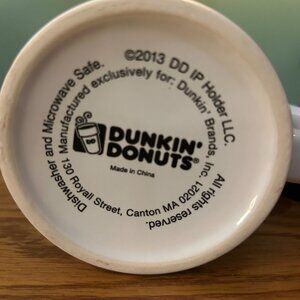 ©2013 DD IP Holder LLC.
Dishwasher and Microwave Safe.
Manufactured exclusively for: Dunkin' Brands Inc.
DUNKIN'
DONUTS®
Made in China
130 Royall Street, Canton MA 02021
All rights reserved.